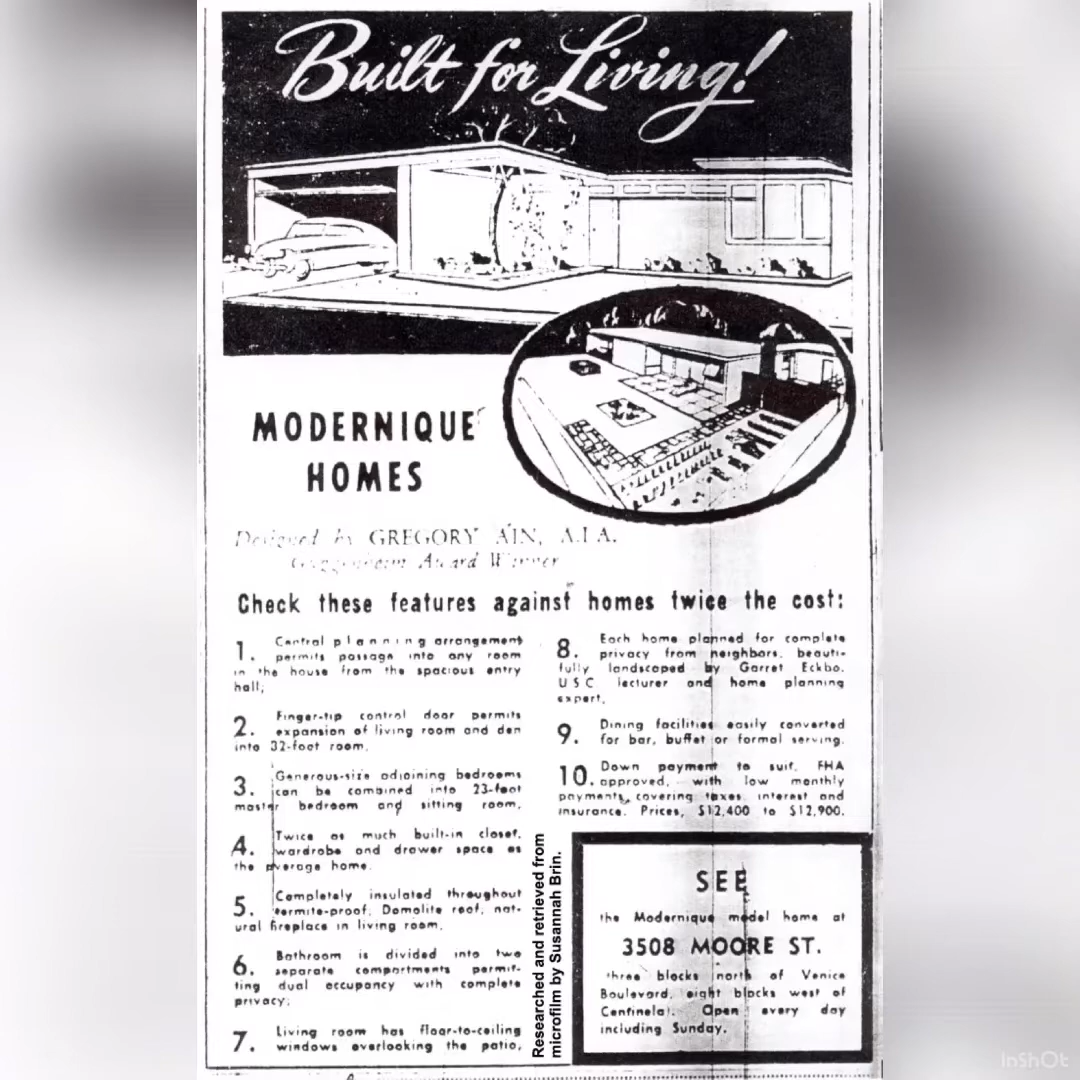 Built for Living!
MODERNIQUE
HOMES
Designed by GREGORY AIN, A.I.A.
Guggenheim Award Winner
Check these features against homes twice the cost:
1. Central planning arrangement
permits passage into any room
in the house from the spacious entry
hall;
2. Finger-tip control door permits
expansion of living room and den
into 32-foot room.
3. Generous-size adjoining bedrooms
can be combined into 23-foot
master bedroom and sitting room.
4. Twice as much built-in closet,
wardrobe and drawer space as
the average home.
5. Completely insulated throughout
termite-proof; Domolite roof; nat-
ural fireplace in living room.
6. Bathroom is divided into two
separate compartments permit-
ting dual occupancy with complete
privacy;
7. Living room has floor-to-ceiling
windows overlooking the patio.
8. Each home planned for complete
privacy from neighbors, beauti-
fully landscaped by Garret Eckbo,
U S C lecturer and home planning
expert.
9. Dining facilities easily converted
for bar, buffet or formal serving.
10. Down payment to suit, FHA
approved, with low monthly
payments covering taxes, interest and
insurance. Prices, $12,400 to $12,900.
Researched and retrieved from
microfilm by Susannah Brin.
SEE
the Modernique model home at
3508 MOORE ST.
three blocks north of Venice
Boulevard, eight blocks west of
Centinela. Open every day
including Sunday.
InShOt